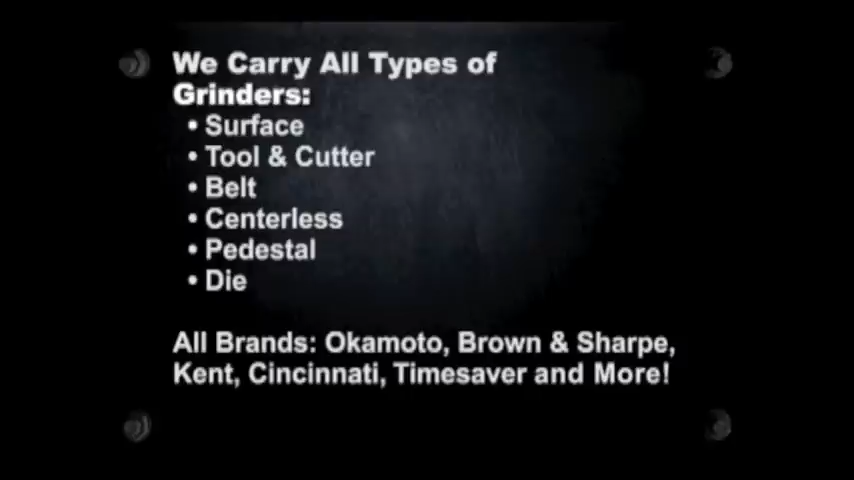 We Carry All Types of
Grinders:
• Surface
• Tool & Cutter
• Belt
• Centerless
• Pedestal
• Die
All Brands: Okamoto, Brown & Sharpe,
Kent, Cincinnati, Timesaver and More!